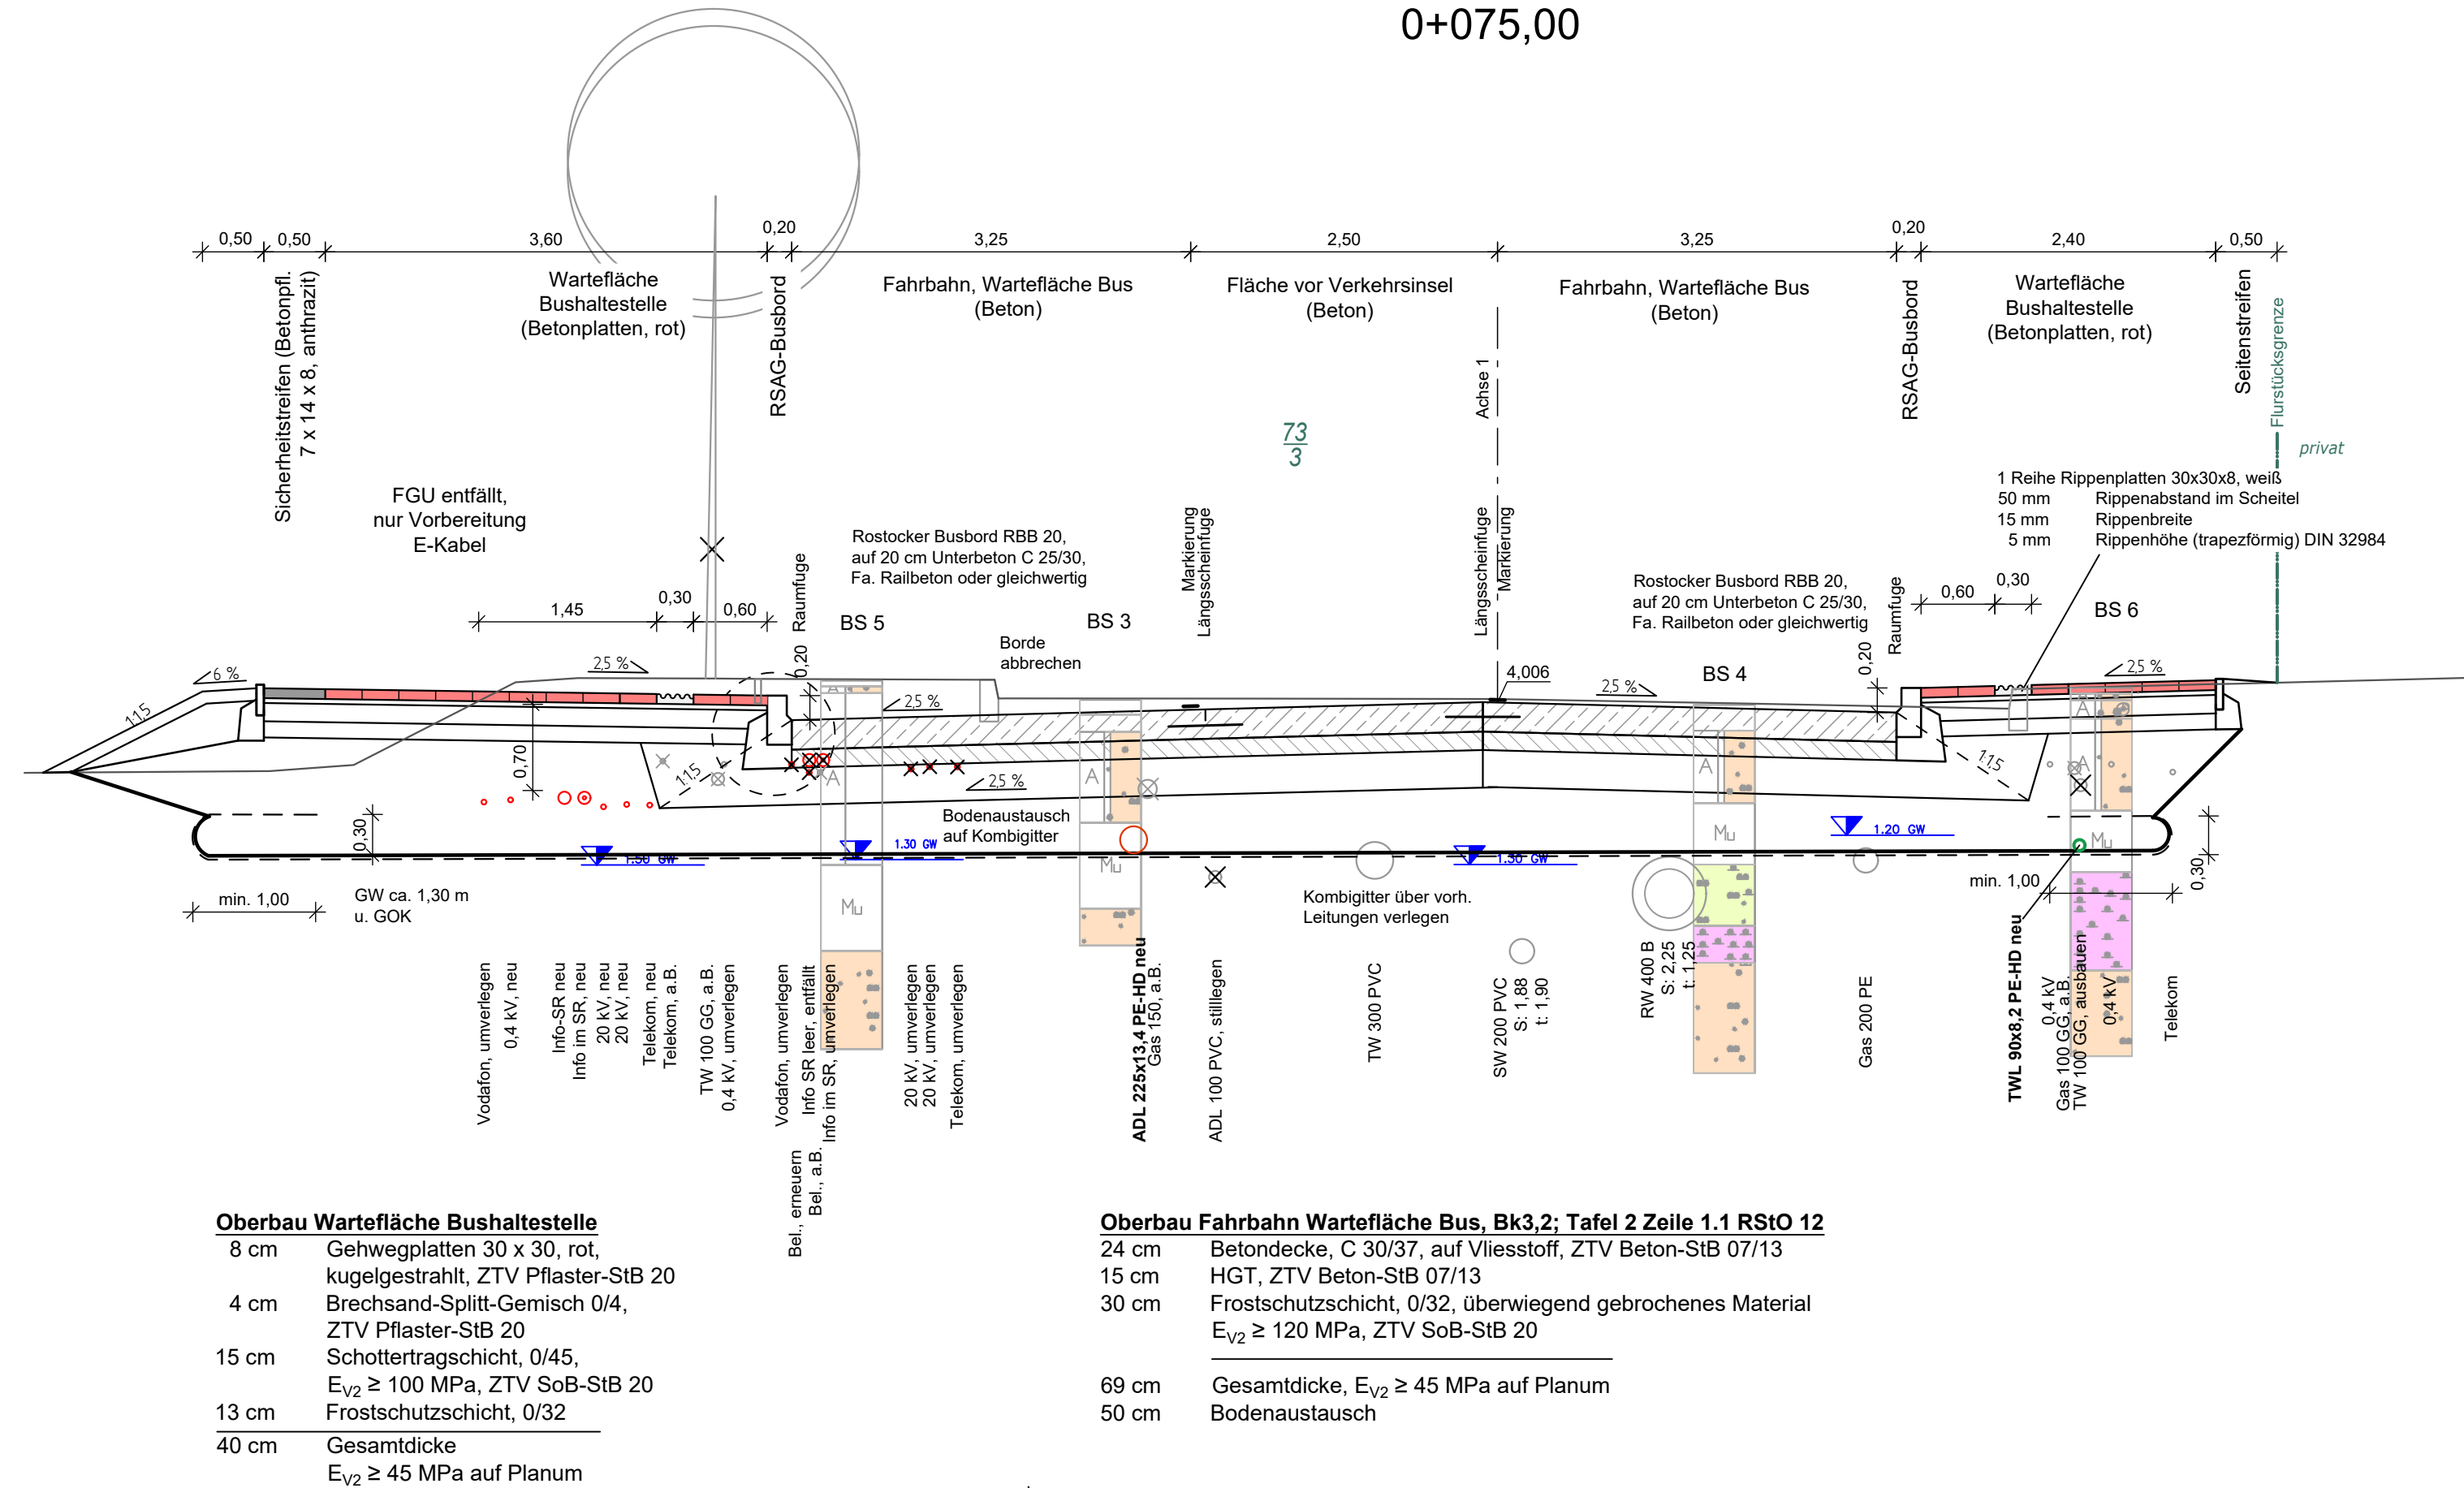 0+075,00
0,50
0,50
3,60
0,20
3,25
2,50
3,25
0,20
2,40
0,50
Sicherheitstreifen (Betonpfl.
7 x 14 x 8, anthrazit)
Wartefläche
Bushaltestelle
(Betonplatten, rot)
RSAG-Busbord
Fahrbahn, Wartefläche Bus
(Beton)
Fläche vor Verkehrsinsel
(Beton)
Achse 1
Fahrbahn, Wartefläche Bus
(Beton)
RSAG-Busbord
Wartefläche
Bushaltestelle
(Betonplatten, rot)
Seitenstreifen
Flurstücksgrenze
privat
73
3
FGU entfällt,
nur Vorbereitung
E-Kabel
1 Reihe Rippenplatten 30x30x8, weiß
50 mm Rippenabstand im Scheitel
15 mm Rippenbreite
5 mm Rippenhöhe (trapezförmig) DIN 32984
Rostocker Busbord RBB 20,
auf 20 cm Unterbeton C 25/30,
Fa. Railbeton oder gleichwertig
Markierung
Längsscheinfuge
Längsscheinfuge
Markierung
Rostocker Busbord RBB 20,
auf 20 cm Unterbeton C 25/30,
Fa. Railbeton oder gleichwertig
1,45
0,30
0,60
Raumfuge
BS 5
BS 3
Raumfuge
0,60
0,30
BS 6
Borde
abbrechen
0,20
0,20
6 %
2,5 %
2,5 %
4,006
2,5 %
BS 4
2,5 %
1:1,5
0,70
1:1,5
A
A
A
A
A
A
1:1,5
2,5 %
Bodenaustausch
auf Kombigitter
0,30
1.50 GW
1.30 GW
1.30 GW
1.20 GW
Mu
Mu
Mu
Mu
0,30
min. 1,00
GW ca. 1,30 m
u. GOK
Kombigitter über vorh.
Leitungen verlegen
min. 1,00
Vodafon, umverlegen
0,4 kV, neu
Info-SR neu
Info im SR, neu
20 kV, neu
20 kV, neu
Telekom, neu
Telekom, a.B.
TW 100 GG, a.B.
0,4 kV, umverlegen
Vodafon, umverlegen
Info SR leer, entfällt
Info im SR, umverlegen
Bel., erneuern
Bel., a.B.
20 kV, umverlegen
20 kV, umverlegen
Telekom, umverlegen
ADL 225x13,4 PE-HD neu
Gas 150, a.B.
ADL 100 PVC, stilllegen
TW 300 PVC
SW 200 PVC
S: 1,88
t: 1,90
RW 400 B
S: 2,25
t: 1,25
Gas 200 PE
TWL 90x8,2 PE-HD neu
0,4 kV
Gas 100 GG, a.B.
TW 100 GG, ausbauen
0,4 kV
Telekom
Oberbau Wartefläche Bushaltestelle
8 cm Gehwegplatten 30 x 30, rot,
kugelgestrahlt, ZTV Pflaster-StB 20
4 cm Brechsand-Splitt-Gemisch 0/4,
ZTV Pflaster-StB 20
15 cm Schottertragschicht, 0/45,
EV2 ≥ 100 MPa, ZTV SoB-StB 20
13 cm Frostschutzschicht, 0/32
40 cm Gesamtdicke
EV2 ≥ 45 MPa auf Planum
Oberbau Fahrbahn Wartefläche Bus, Bk3,2; Tafel 2 Zeile 1.1 RStO 12
24 cm Betondecke, C 30/37, auf Vliesstoff, ZTV Beton-StB 07/13
15 cm HGT, ZTV Beton-StB 07/13
30 cm Frostschutzschicht, 0/32, überwiegend gebrochenes Material
EV2 ≥ 120 MPa, ZTV SoB-StB 20
69 cm Gesamtdicke, EV2 ≥ 45 MPa auf Planum
50 cm Bodenaustausch